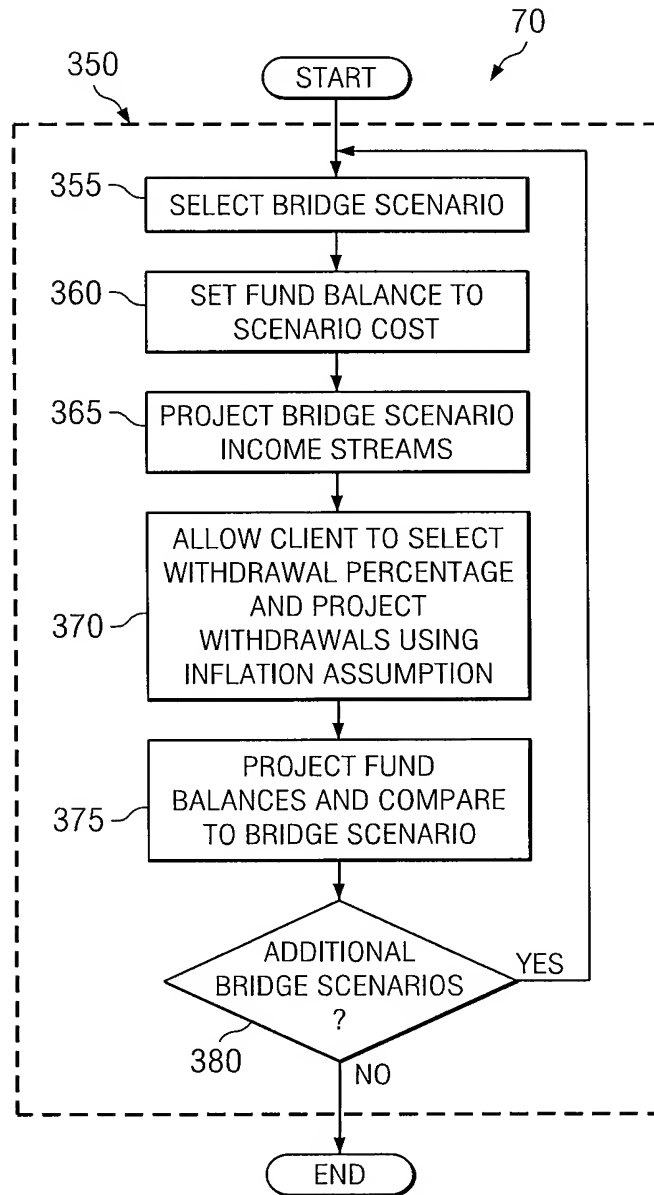 70
350
START
355
SELECT BRIDGE SCENARIO
360
SET FUND BALANCE TO
SCENARIO COST
365
PROJECT BRIDGE SCENARIO
INCOME STREAMS
370
ALLOW CLIENT TO SELECT
WITHDRAWAL PERCENTAGE
AND PROJECT
WITHDRAWALS USING
INFLATION ASSUMPTION
375
PROJECT FUND
BALANCES AND COMPARE
TO BRIDGE SCENARIO
ADDITIONAL
BRIDGE SCENARIOS
?
YES
380
NO
END